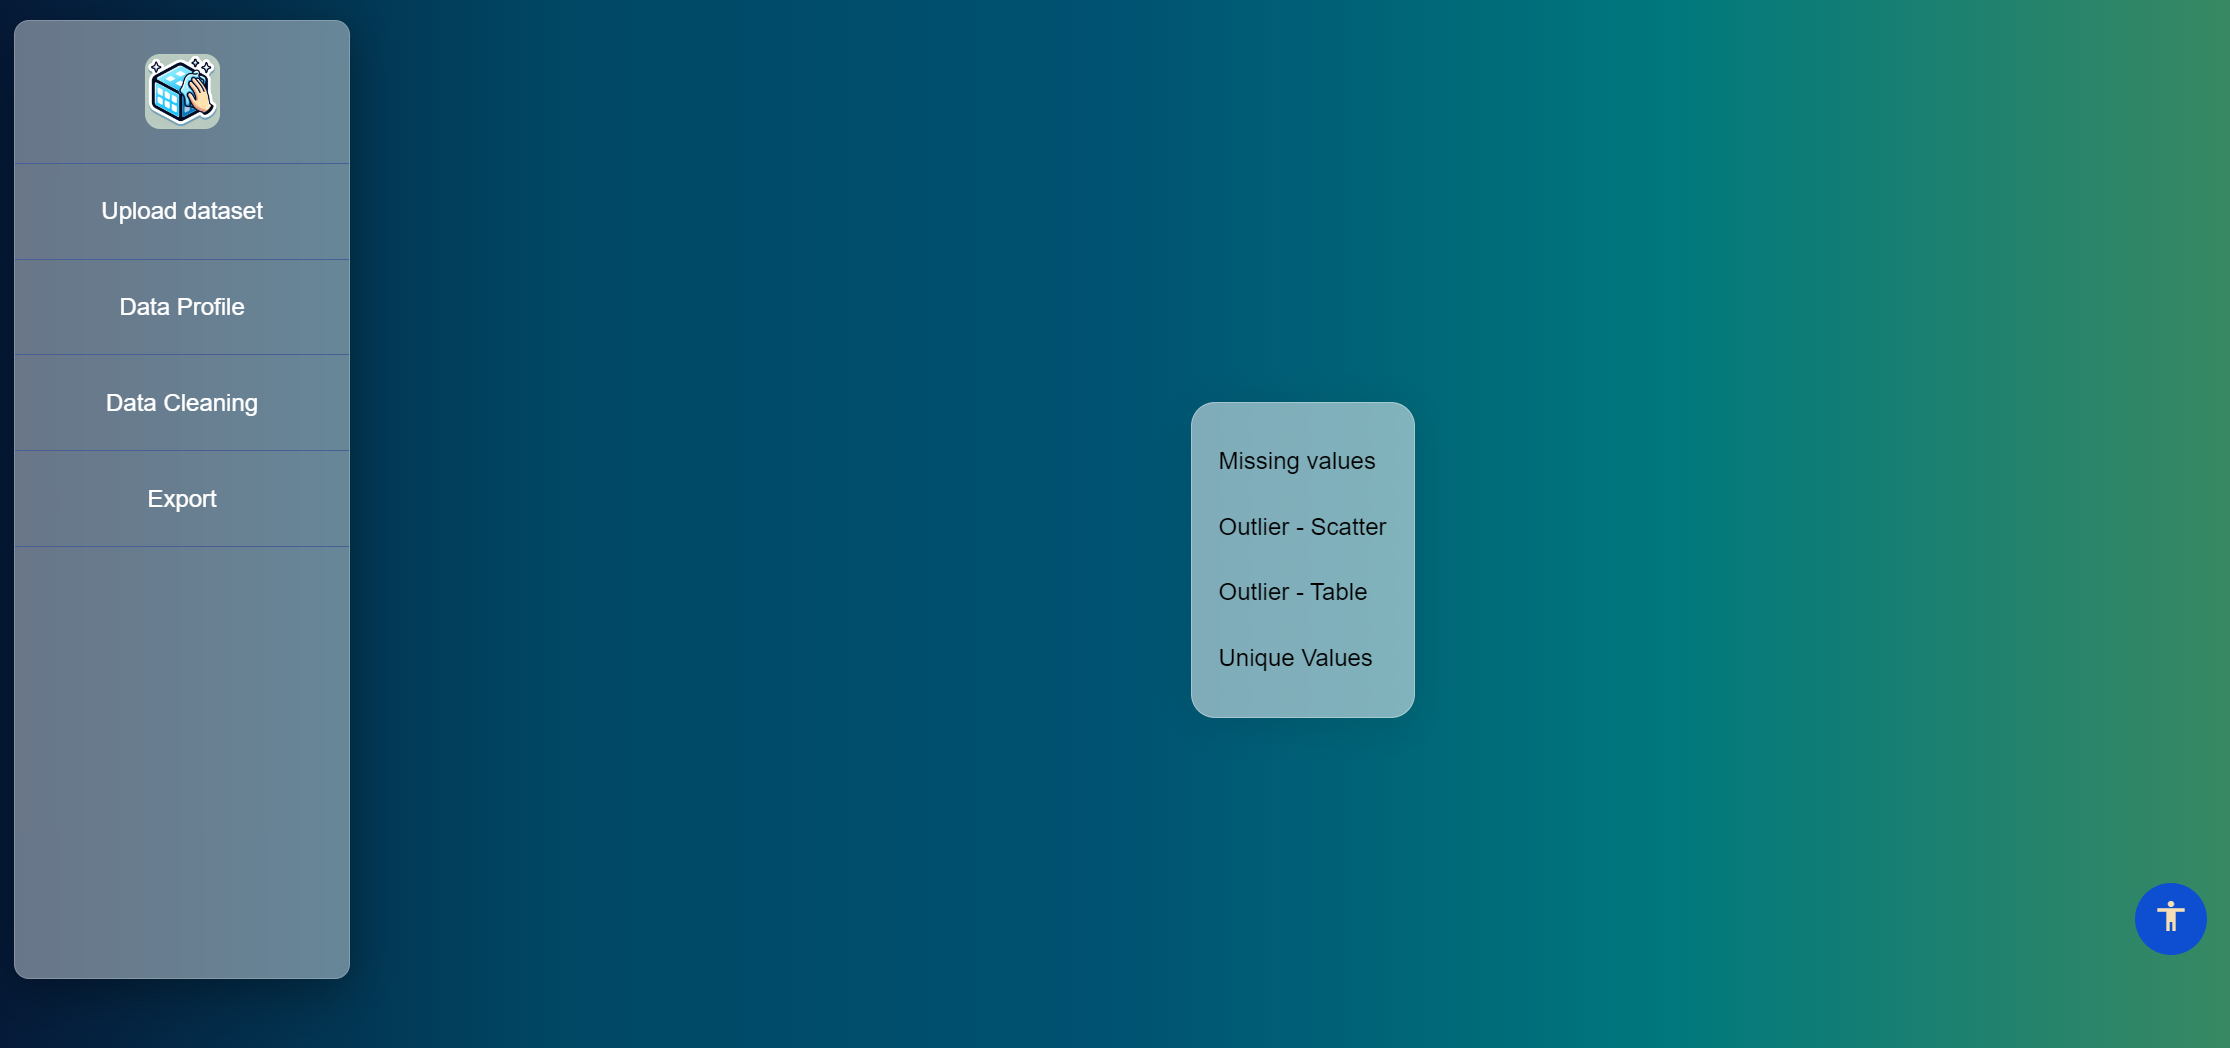 Upload dataset
Data Profile
Data Cleaning
Export
Missing values
Outlier - Scatter
Outlier - Table
Unique Values